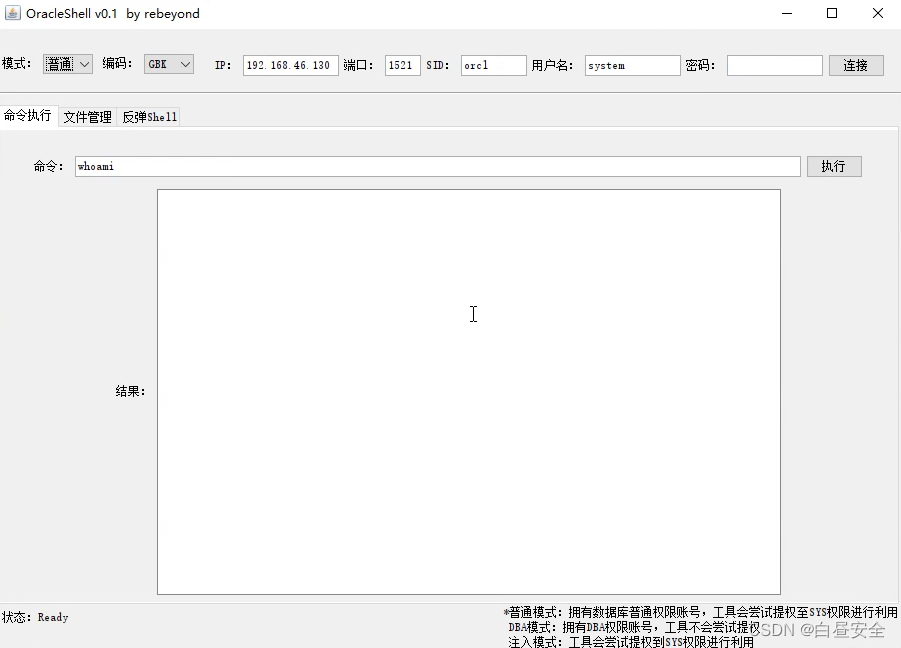 OracleShell v0.1 by rebeyond
模式： 普通 编码： GBK IP： 192.168.46.130 端口： 1521 SID： orcl 用户名： system 密码： 连接
命令执行 文件管理 反弹Shell
命令： whoami 执行
结果：
状态：Ready
*普通模式：拥有数据库普通权限账号，工具会尝试提权至SYS权限进行利用
DBA模式：拥有DBA权限账号，工具不会尝试提权
注入模式：工具会尝试提权到SYS权限进行利用
CSDN @白昼安全